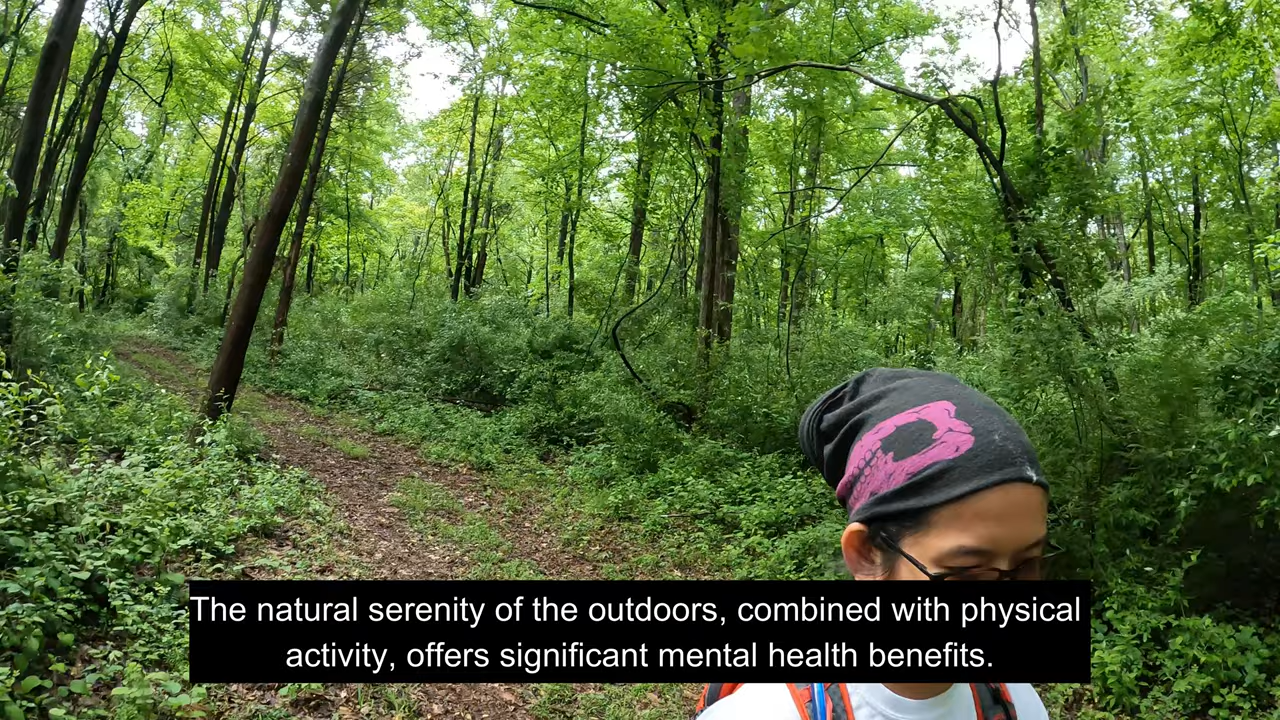 The natural serenity of the outdoors, combined with physical
activity, offers significant mental health benefits.